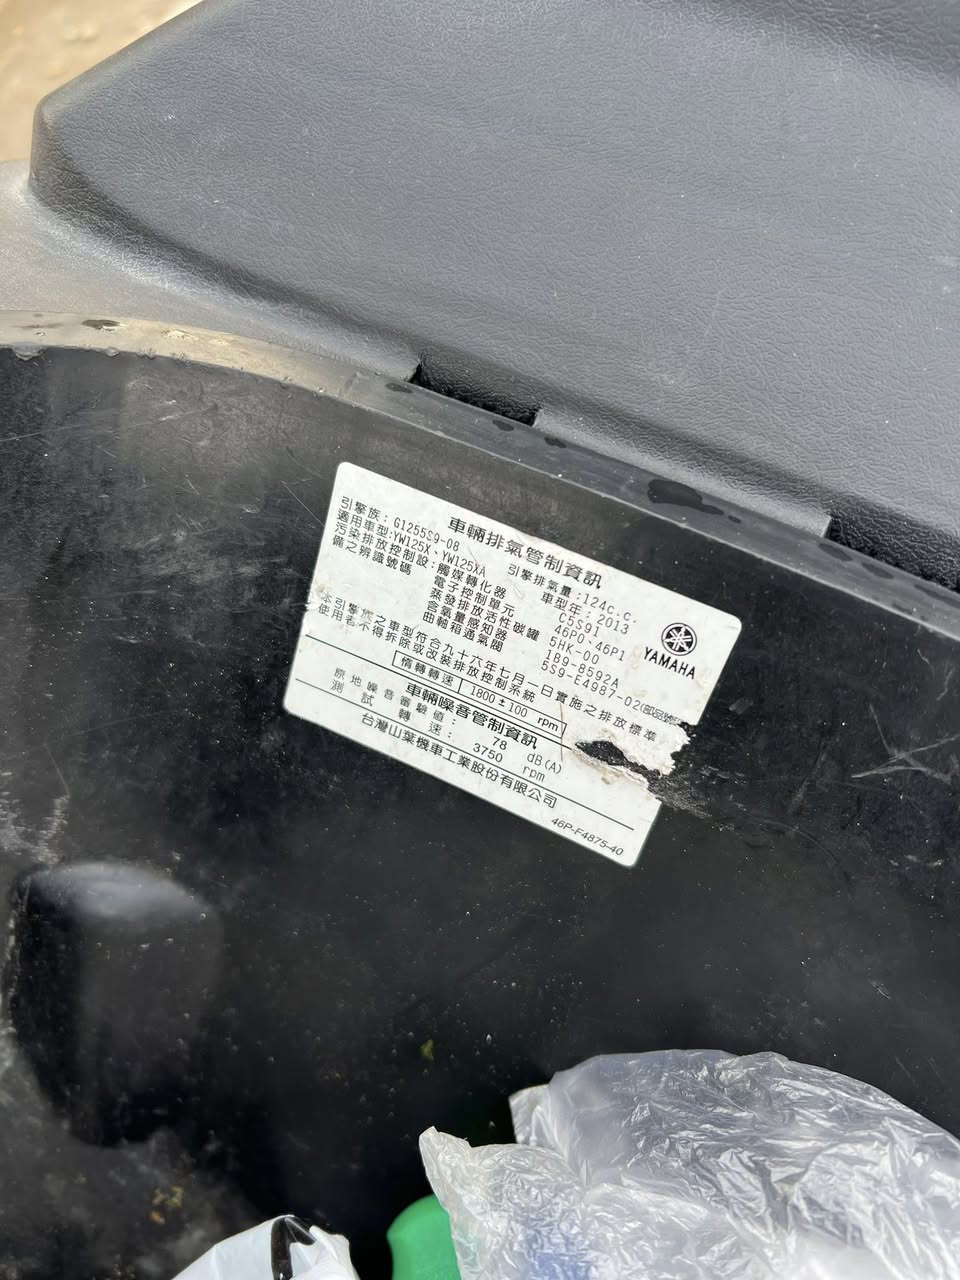 車輛排氣管制資訊
引擎族：G125S9-08 引擎排氣量：124C.C.
適用車型：YW125X、YW125XA 車型年：2013
污染排放控制設備之辨識號碼
觸媒轉化器 C5S91
電子控制單元 46P0、46P1
蒸發排放活性碳罐 5HK-00
含氧量感知器 1B9-8592A
曲軸箱通氣閥 5S9-E4987-02(部品號)
YAMAHA
本引擎族之車型符合九十六年七月一日實施之排放標準
使用者不得拆除或改裝排放控制系統
惰轉轉速 1800±100 rpm
車輛噪音管制資訊
原地噪音審驗值： 78 dB(A)
測試轉速： 3750 rpm
台灣山葉機車工業股份有限公司
46P-F4875-40